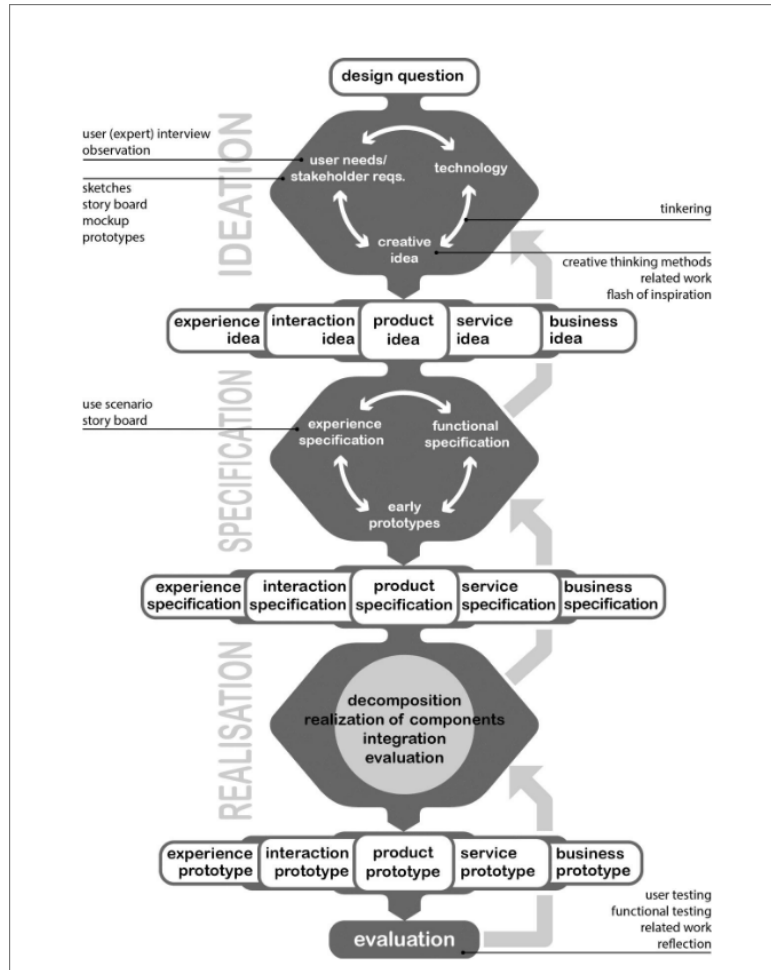 design question
IDEATION
user (expert) interview
observation
sketches
story board
mockup
prototypes
user needs/
stakeholder reqs.
technology
creative
idea
tinkering
creative thinking methods
related work
flash of inspiration
experience
idea
interaction
idea
product
idea
service
idea
business
idea
SPECIFICATION
use scenario
story board
experience
specification
functional
specification
early
prototypes
experience
specification
interaction
specification
product
specification
service
specification
business
specification
REALISATION
decomposition
realization of components
integration
evaluation
experience
prototype
interaction
prototype
product
prototype
service
prototype
business
prototype
evaluation
user testing
functional testing
related work
reflection